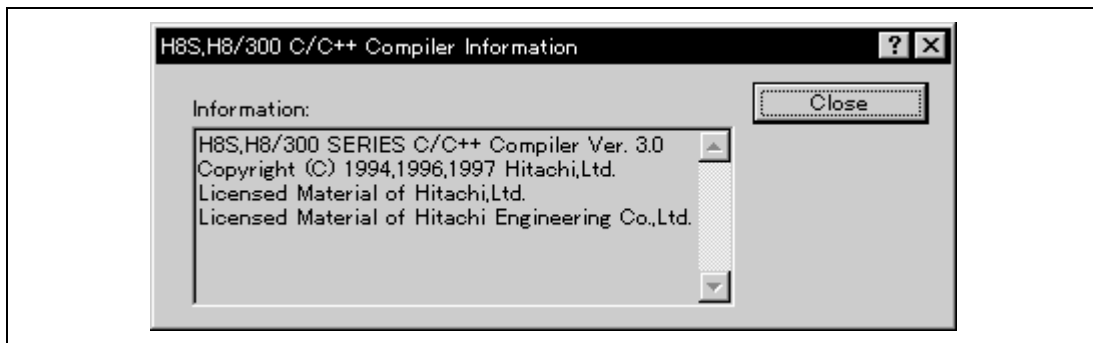 H8S,H8/300 C/C++ Compiler Information
Information:
Close
H8S,H8/300 SERIES C/C++ Compiler Ver. 3.0
Copyright (C) 1994,1996,1997 Hitachi,Ltd.
Licensed Material of Hitachi,Ltd.
Licensed Material of Hitachi Engineering Co.,Ltd.